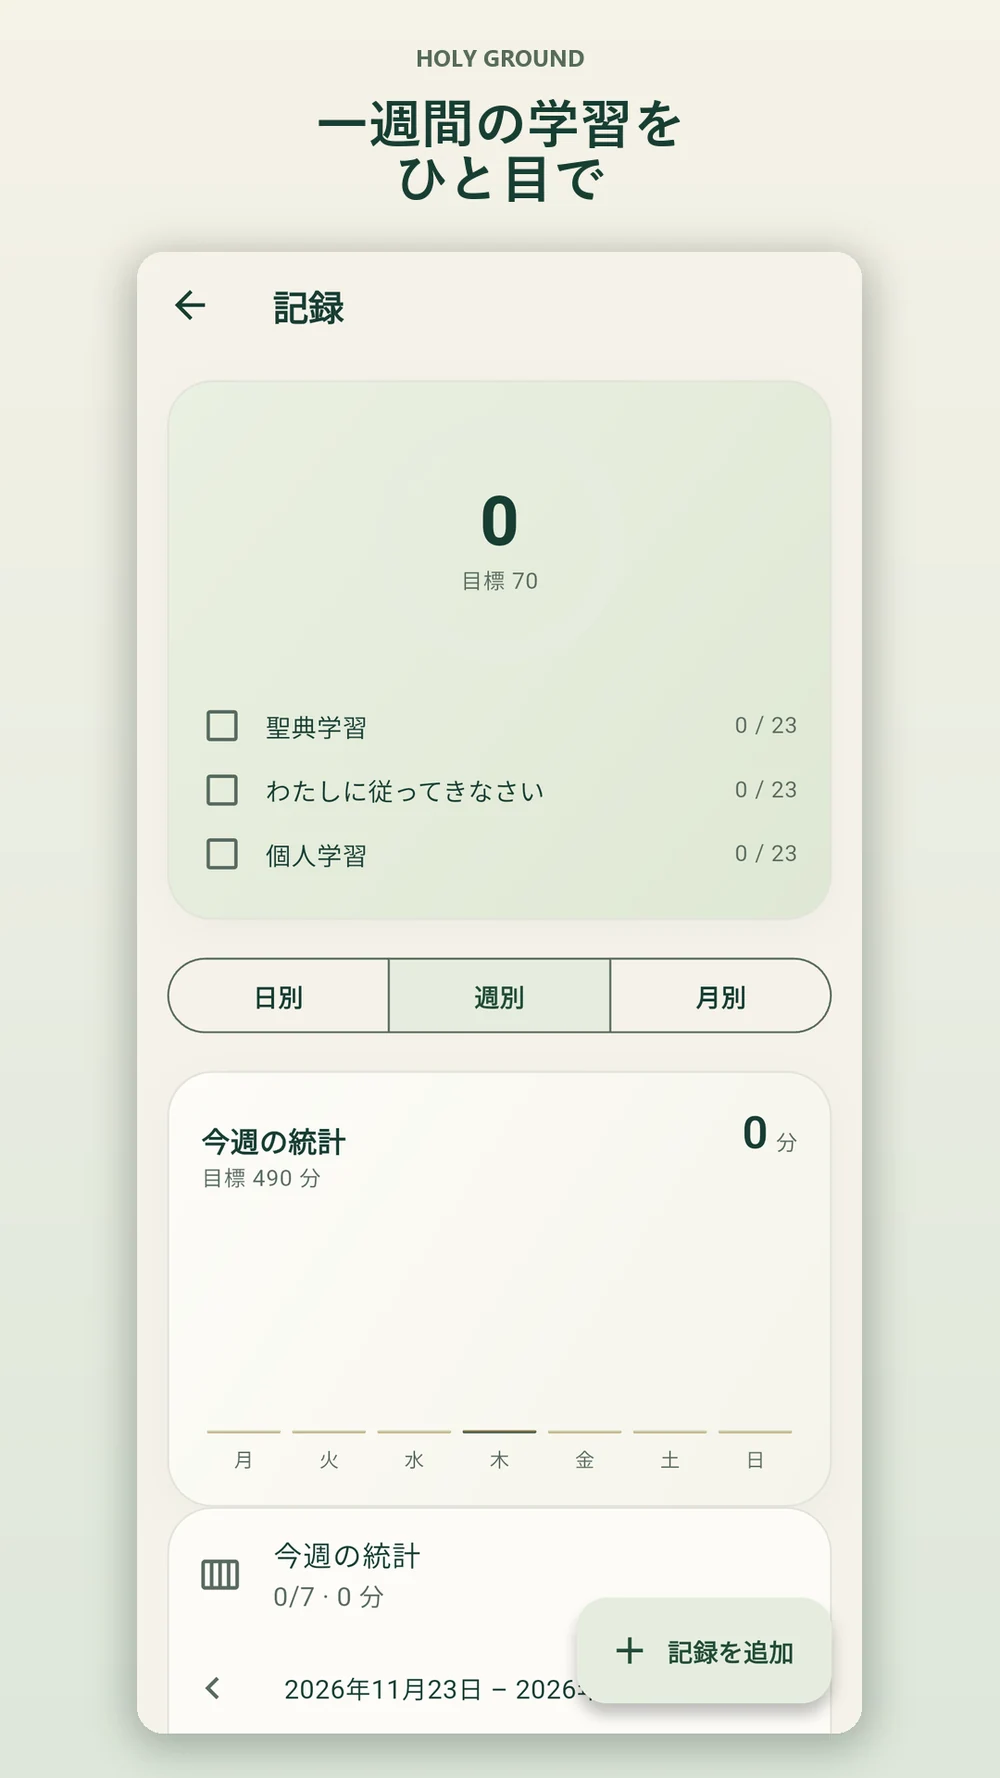 HOLY GROUND
一週間の学習を
ひと目で
記録
0
目標 70
聖典学習 0 / 23
わたしに従ってきなさい 0 / 23
個人学習 0 / 23
日別 週別 月別
今週の統計 0 分
目標 490 分
月 火 水 木 金 土 日
今週の統計
0/7 · 0 分
記録を追加
2026年11月23日 – 2026